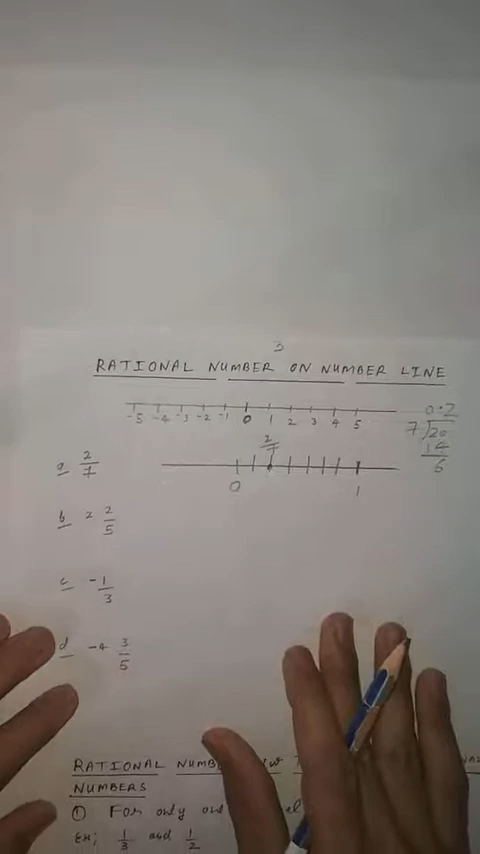 3
RATIONAL NUMBER ON NUMBER LINE
-5 -4 -3 -2 -1 0 1 2 3 4 5
0.2
7)20
14
6
2/7
0 1
a 2/7
b 2 2/5
c -1/3
d -4 3/5
RATIONAL
NUMBERS
① For only
Ex; 1/3 and 1/2